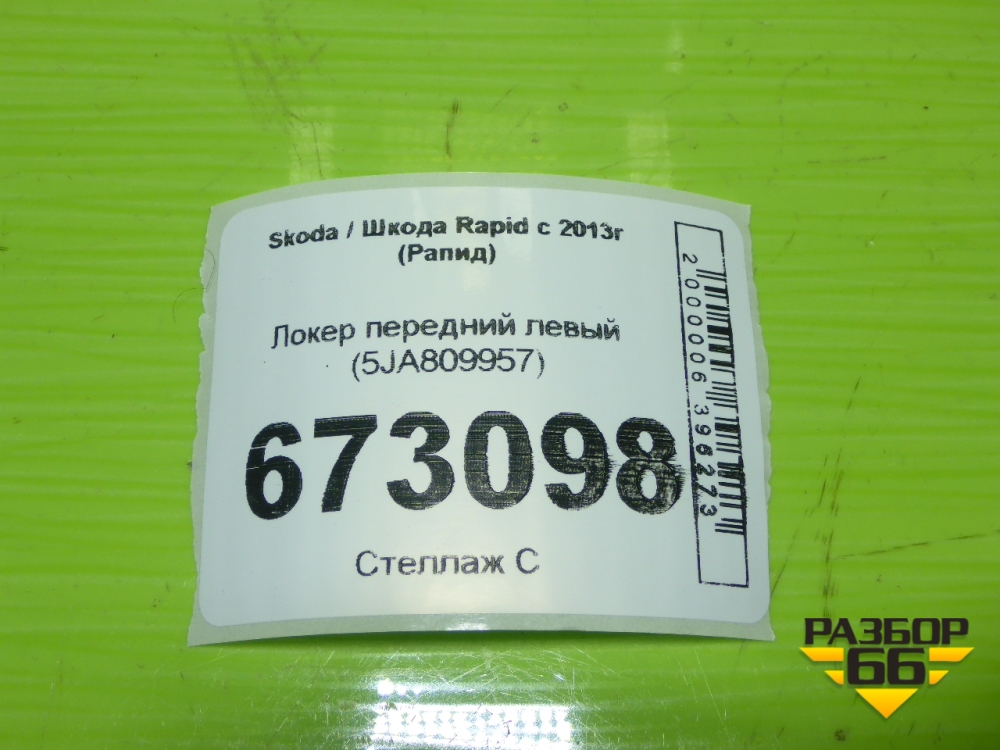 Skoda / Шкода Rapid с 2013г
(Рапид)
Локер передний левый
(5JA809957)
673098
Стеллаж С
2000006396273
РАЗБОР
66